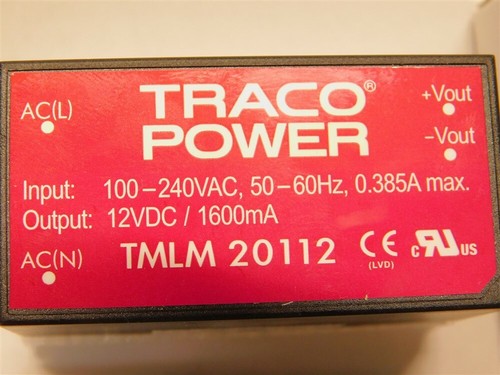 TRACO®
POWER
AC(L)
+Vout
−Vout
Input: 100–240VAC, 50–60Hz, 0.385A max.
Output: 12VDC / 1600mA
AC(N)
TMLM 20112
CE
(LVD)
c RU US